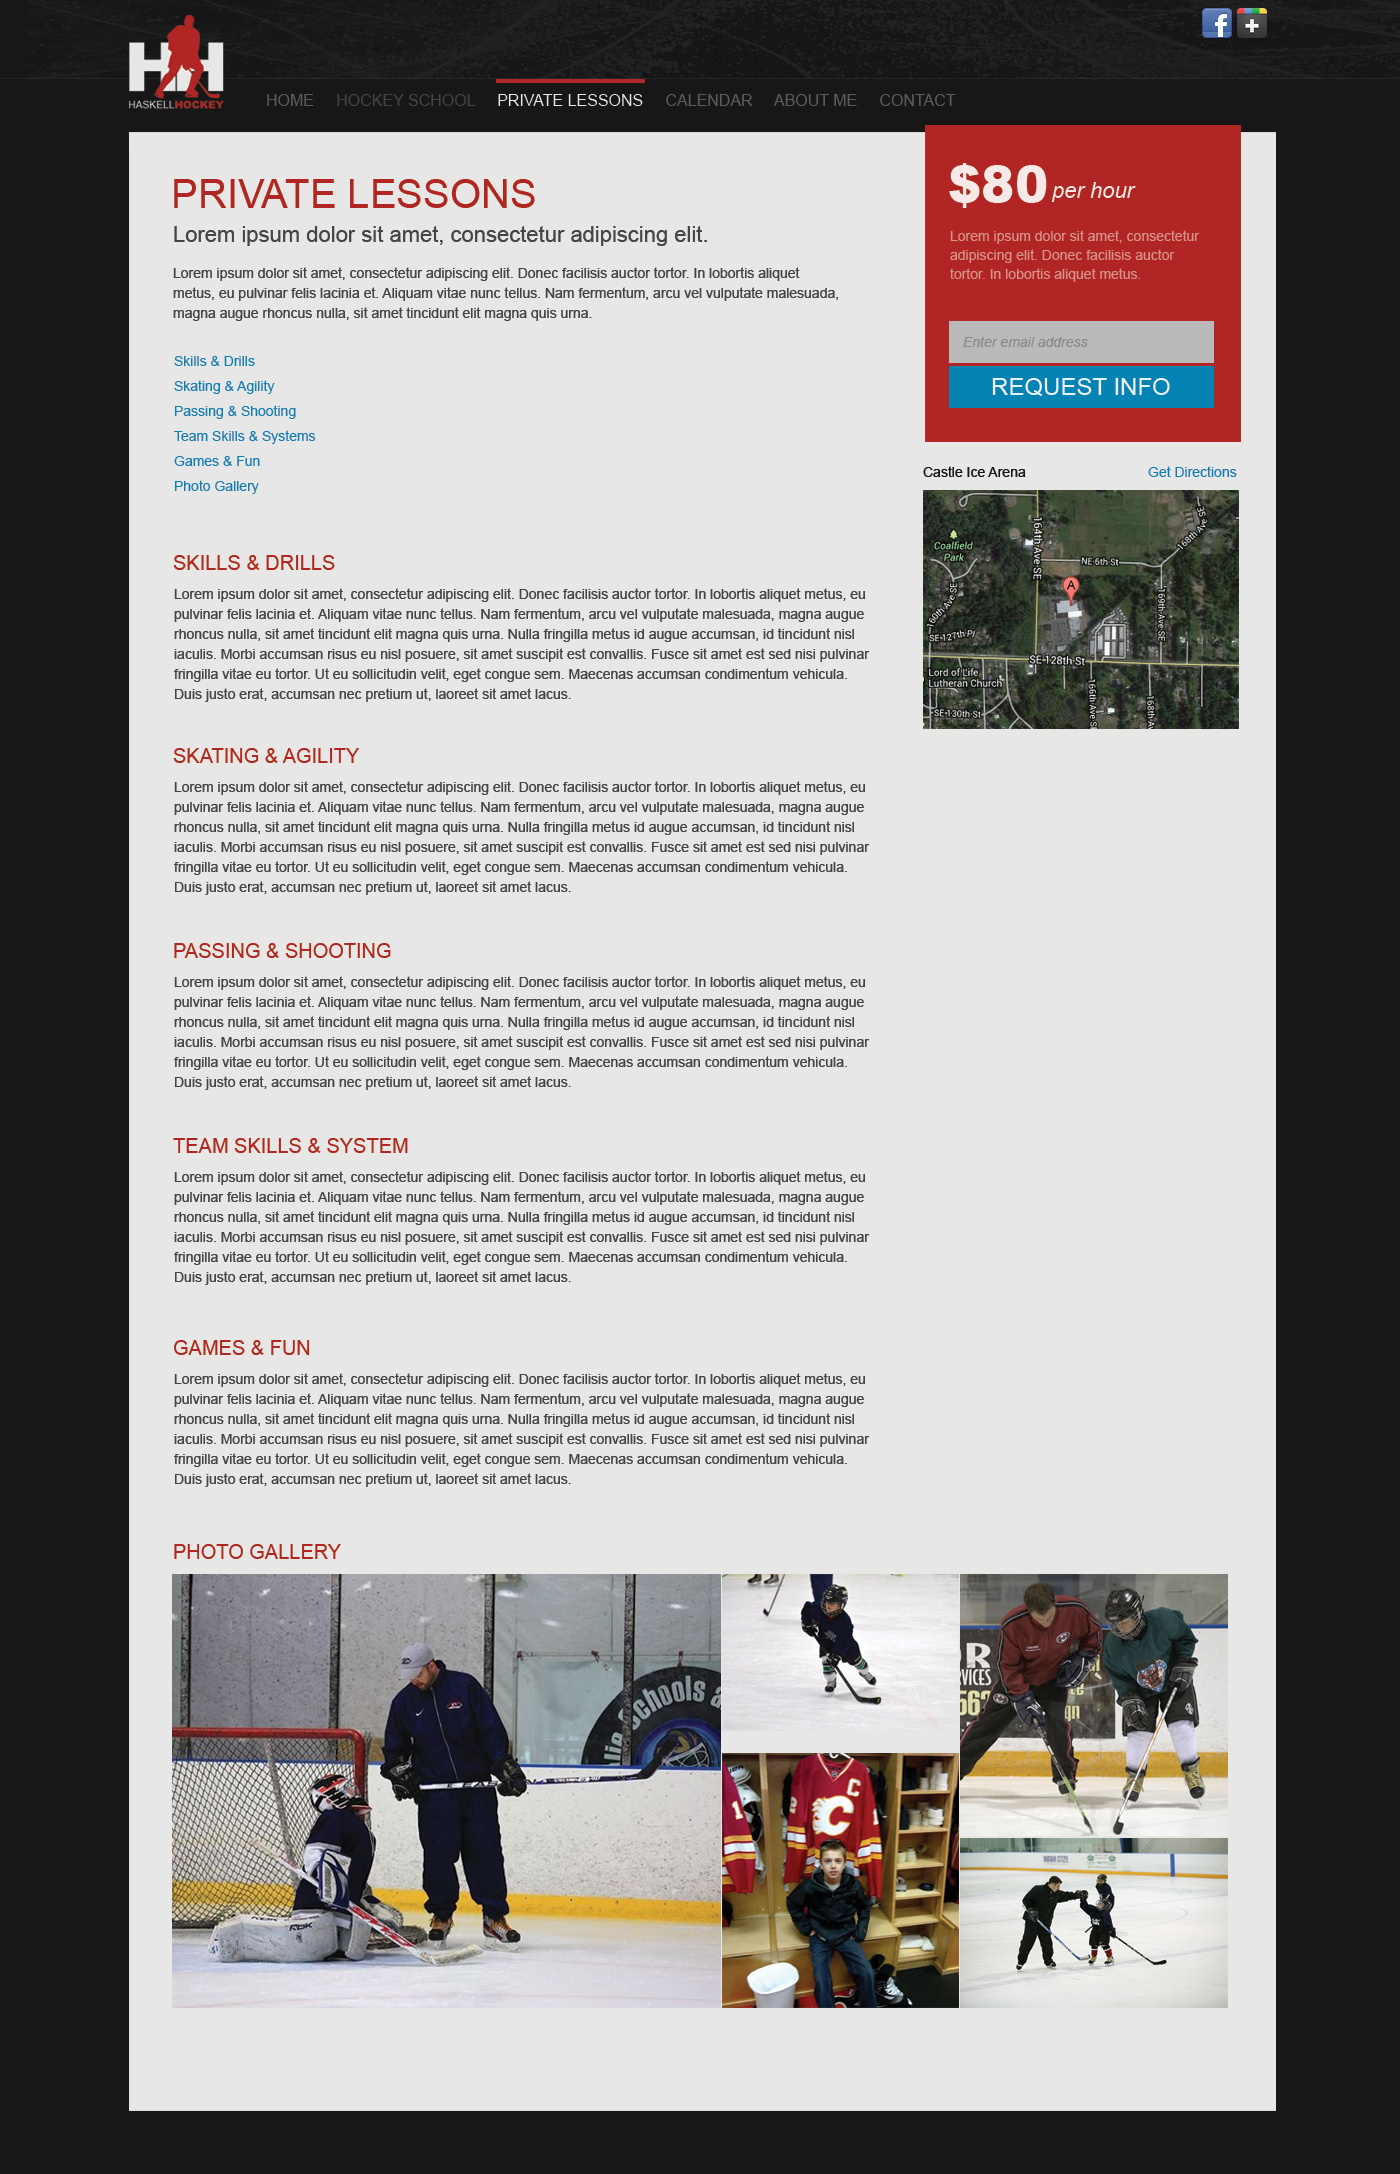 HH
HASKELLHOCKEY
HOME HOCKEY SCHOOL PRIVATE LESSONS CALENDAR ABOUT ME CONTACT
PRIVATE LESSONS
Lorem ipsum dolor sit amet, consectetur adipiscing elit.
Lorem ipsum dolor sit amet, consectetur adipiscing elit. Donec facilisis auctor tortor. In lobortis aliquet
metus, eu pulvinar felis lacinia et. Aliquam vitae nunc tellus. Nam fermentum, arcu vel vulputate malesuada,
magna augue rhoncus nulla, sit amet tincidunt elit magna quis urna.
Skills & Drills
Skating & Agility
Passing & Shooting
Team Skills & Systems
Games & Fun
Photo Gallery
$80 per hour
Lorem ipsum dolor sit amet, consectetur
adipiscing elit. Donec facilisis auctor
tortor. In lobortis aliquet metus.
Enter email address
REQUEST INFO
Castle Ice Arena
Get Directions
Coalfield
Park
164th Ave SE
168th Ave SE
NE 6th St
A
160th Ave SE
169th Ave SE
SE 127th Pl
SE 128th St
Lord of Life
Lutheran Church
166th Ave S
168th A
SE 130th St
SKILLS & DRILLS
Lorem ipsum dolor sit amet, consectetur adipiscing elit. Donec facilisis auctor tortor. In lobortis aliquet metus, eu
pulvinar felis lacinia et. Aliquam vitae nunc tellus. Nam fermentum, arcu vel vulputate malesuada, magna augue
rhoncus nulla, sit amet tincidunt elit magna quis urna. Nulla fringilla metus id augue accumsan, id tincidunt nisl
iaculis. Morbi accumsan risus eu nisl posuere, sit amet suscipit est convallis. Fusce sit amet est sed nisi pulvinar
fringilla vitae eu tortor. Ut eu sollicitudin velit, eget congue sem. Maecenas accumsan condimentum vehicula.
Duis justo erat, accumsan nec pretium ut, laoreet sit amet lacus.
SKATING & AGILITY
Lorem ipsum dolor sit amet, consectetur adipiscing elit. Donec facilisis auctor tortor. In lobortis aliquet metus, eu
pulvinar felis lacinia et. Aliquam vitae nunc tellus. Nam fermentum, arcu vel vulputate malesuada, magna augue
rhoncus nulla, sit amet tincidunt elit magna quis urna. Nulla fringilla metus id augue accumsan, id tincidunt nisl
iaculis. Morbi accumsan risus eu nisl posuere, sit amet suscipit est convallis. Fusce sit amet est sed nisi pulvinar
fringilla vitae eu tortor. Ut eu sollicitudin velit, eget congue sem. Maecenas accumsan condimentum vehicula.
Duis justo erat, accumsan nec pretium ut, laoreet sit amet lacus.
PASSING & SHOOTING
Lorem ipsum dolor sit amet, consectetur adipiscing elit. Donec facilisis auctor tortor. In lobortis aliquet metus, eu
pulvinar felis lacinia et. Aliquam vitae nunc tellus. Nam fermentum, arcu vel vulputate malesuada, magna augue
rhoncus nulla, sit amet tincidunt elit magna quis urna. Nulla fringilla metus id augue accumsan, id tincidunt nisl
iaculis. Morbi accumsan risus eu nisl posuere, sit amet suscipit est convallis. Fusce sit amet est sed nisi pulvinar
fringilla vitae eu tortor. Ut eu sollicitudin velit, eget congue sem. Maecenas accumsan condimentum vehicula.
Duis justo erat, accumsan nec pretium ut, laoreet sit amet lacus.
TEAM SKILLS & SYSTEM
Lorem ipsum dolor sit amet, consectetur adipiscing elit. Donec facilisis auctor tortor. In lobortis aliquet metus, eu
pulvinar felis lacinia et. Aliquam vitae nunc tellus. Nam fermentum, arcu vel vulputate malesuada, magna augue
rhoncus nulla, sit amet tincidunt elit magna quis urna. Nulla fringilla metus id augue accumsan, id tincidunt nisl
iaculis. Morbi accumsan risus eu nisl posuere, sit amet suscipit est convallis. Fusce sit amet est sed nisi pulvinar
fringilla vitae eu tortor. Ut eu sollicitudin velit, eget congue sem. Maecenas accumsan condimentum vehicula.
Duis justo erat, accumsan nec pretium ut, laoreet sit amet lacus.
GAMES & FUN
Lorem ipsum dolor sit amet, consectetur adipiscing elit. Donec facilisis auctor tortor. In lobortis aliquet metus, eu
pulvinar felis lacinia et. Aliquam vitae nunc tellus. Nam fermentum, arcu vel vulputate malesuada, magna augue
rhoncus nulla, sit amet tincidunt elit magna quis urna. Nulla fringilla metus id augue accumsan, id tincidunt nisl
iaculis. Morbi accumsan risus eu nisl posuere, sit amet suscipit est convallis. Fusce sit amet est sed nisi pulvinar
fringilla vitae eu tortor. Ut eu sollicitudin velit, eget congue sem. Maecenas accumsan condimentum vehicula.
Duis justo erat, accumsan nec pretium ut, laoreet sit amet lacus.
PHOTO GALLERY
lie Schools a
OR
VICES
562
gn
C
RBK